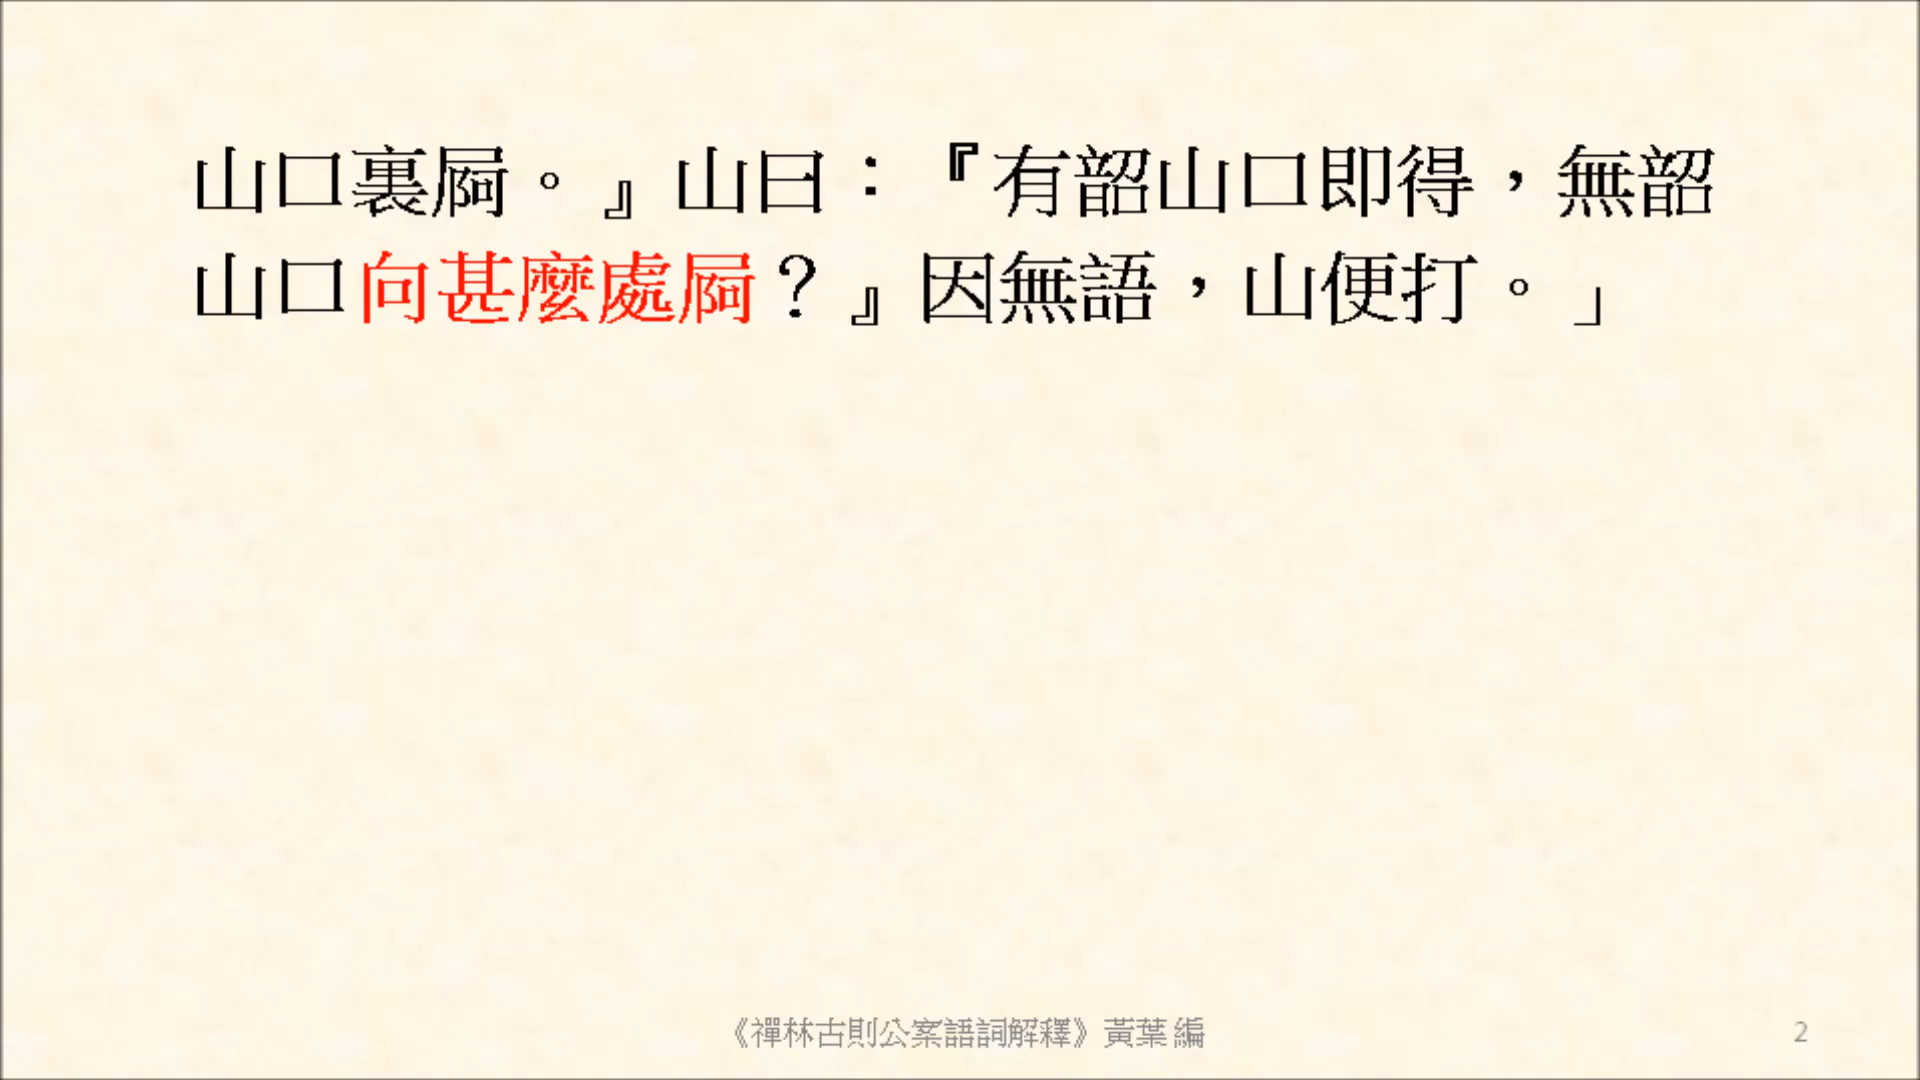 山口裏屙。』山曰：『有韶山口即得，無韶
山口向甚麼處屙？』因無語，山便打。」
《禪林古則公案語詞解釋》黃葉 編
2